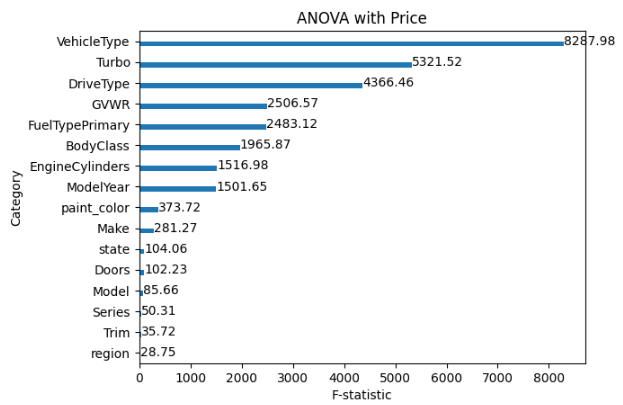 ANOVA with Price
VehicleType 8287.98
Turbo 5321.52
DriveType 4366.46
GVWR 2506.57
FuelTypePrimary 2483.12
BodyClass 1965.87
EngineCylinders 1516.98
ModelYear 1501.65
paint_color 373.72
Make 281.27
state 104.06
Doors 102.23
Model 85.66
Series 50.31
Trim 35.72
region 28.75
Category
0 1000 2000 3000 4000 5000 6000 7000 8000
F-statistic